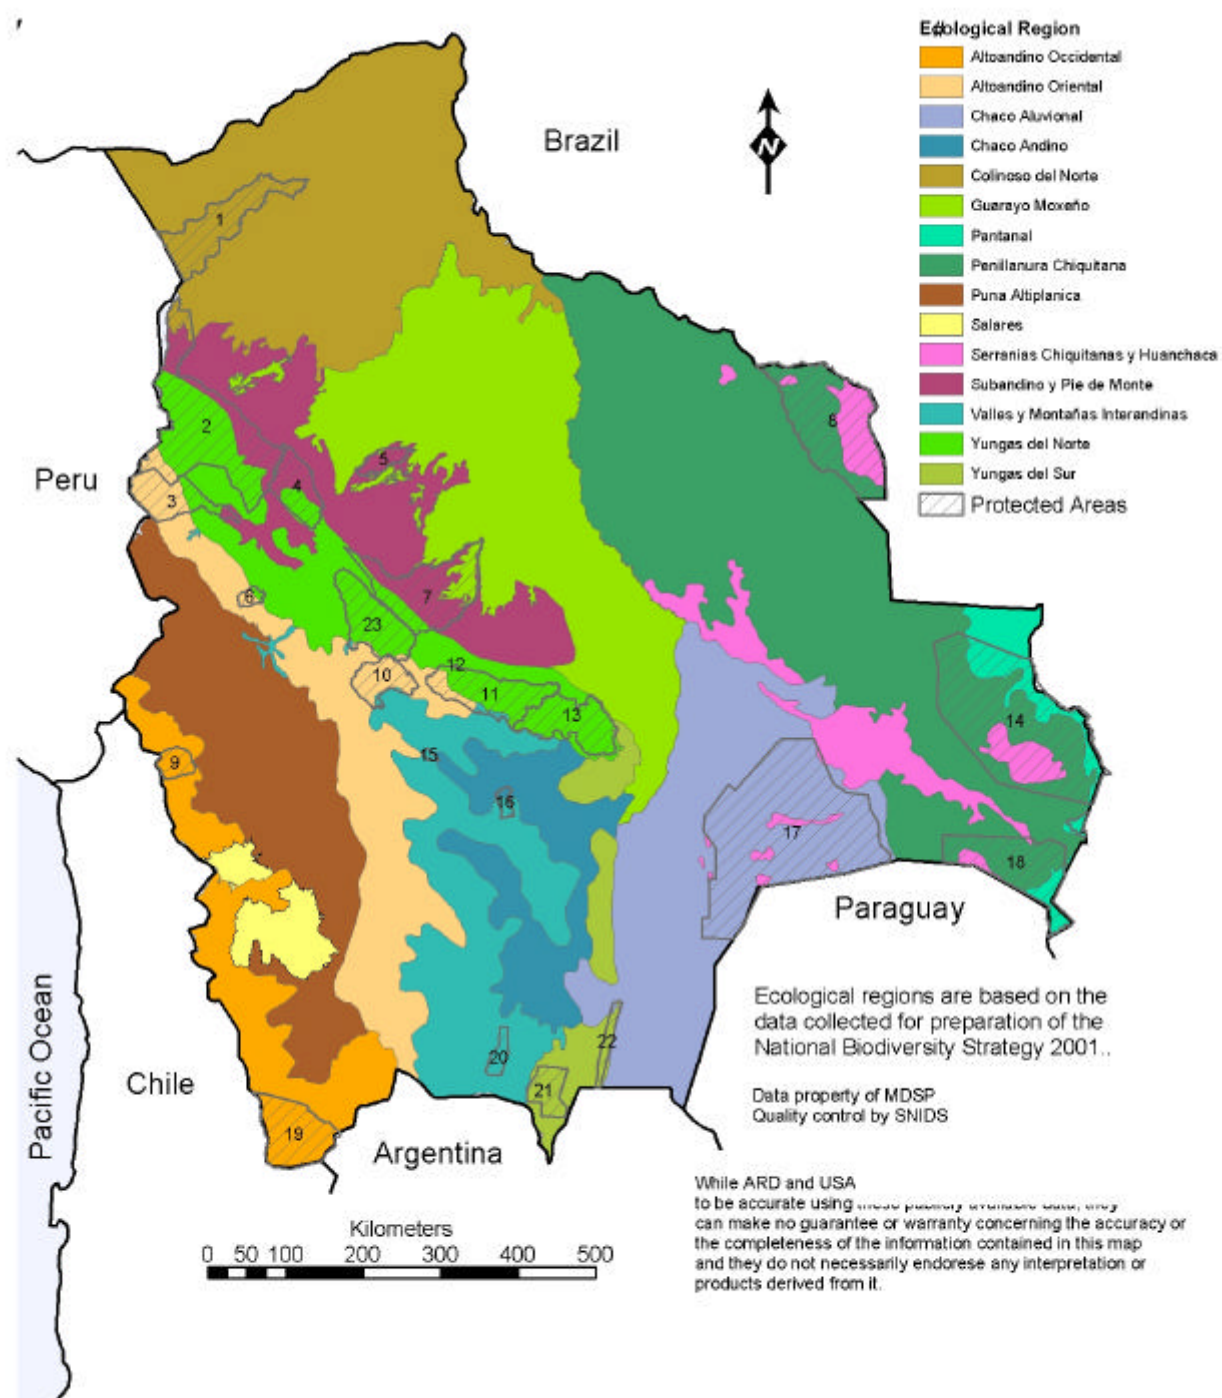 Ecological Region
Altoandino Occidental
Altoandino Oriental
Chaco Aluvional
Chaco Andino
Colinoso del Norte
Guarayo Moxeño
Pantanal
Penillanura Chiquitana
Puna Altiplanica
Salares
Serranias Chiquitanas y Huanchaca
Subandino y Pie de Monte
Valles y Montañas Interandinas
Yungas del Norte
Yungas del Sur
Protected Areas
Brazil
N
1
2
8
Peru
5
4
3
6
7
23
12
10
11
13
14
15
9
16
17
18
Paraguay
Pacific Ocean
Chile
Argentina
20
22
21
19
Ecological regions are based on the
data collected for preparation of the
National Biodiversity Strategy 2001..
Data property of MDSP
Quality control by SNIDS
While ARD and USA
to be accurate using these publicly available data, they
can make no guarantee or warranty concerning the accuracy or
the completeness of the information contained in this map
and they do not necessarily endorese any interpretation or
products derived from it.
Kilometers
0 50 100 200 300 400 500